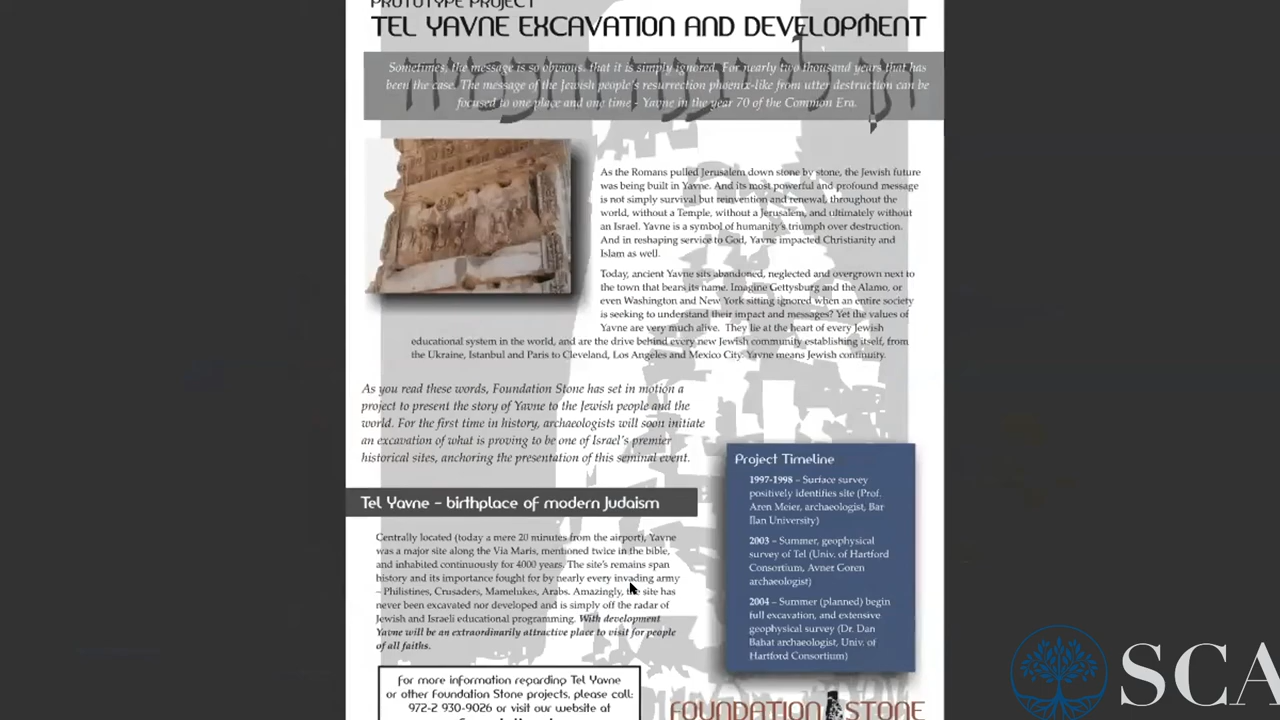 PROTOTYPE PROJECT
TEL YAVNE EXCAVATION AND DEVELOPMENT
Sometimes, the message is so obvious, that it is simply ignored. For nearly two thousand years that has
been the case. The message of the Jewish people's resurrection phoenix-like from utter destruction can be
focused to one place and one time - Yavne in the year 70 of the Common Era.
As the Romans pulled Jerusalem down stone by stone, the Jewish future
was being built in Yavne. And its most powerful and profound message
is not simply survival but reinvention and renewal, throughout the
world, without a Temple, without a Jerusalem, and ultimately without
an Israel. Yavne is a symbol of humanity's triumph over destruction.
And in reshaping service to God, Yavne impacted Christianity and
Islam as well.
Today, ancient Yavne sits abandoned, neglected and overgrown next to
the town that bears its name. Imagine Gettysburg and the Alamo, or
even Washington and New York sitting ignored when an entire society
is seeking to understand their impact and messages? Yet the values of
Yavne are very much alive. They lie at the heart of every Jewish
educational system in the world, and are the drive behind every new Jewish community establishing itself, from
the Ukraine, Istanbul and Paris to Cleveland, Los Angeles and Mexico City. Yavne means Jewish continuity.
As you read these words, Foundation Stone has set in motion a
project to present the story of Yavne to the Jewish people and the
world. For the first time in history, archaeologists will soon initiate
an excavation of what is proving to be one of Israel's premier
historical sites, anchoring the presentation of this seminal event.
Tel Yavne – birthplace of modern Judaism
Centrally located (today a mere 20 minutes from the airport), Yavne
was a major site along the Via Maris, mentioned twice in the bible,
and inhabited continuously for 4000 years. The site's remains span
history and its importance fought for by nearly every invading army
– Philistines, Crusaders, Mamelukes, Arabs. Amazingly, the site has
never been excavated nor developed and is simply off the radar of
Jewish and Israeli educational programming. With development
Yavne will be an extraordinarily attractive place to visit for people
of all faiths.
for more information regarding Tel Yavne
or other Foundation Stone projects, please call:
972-2 930-9026 or visit our website at
Project Timeline
1997-1998 – Surface survey
positively identifies site (Prof.
Aren Meier, archaeologist, Bar
Ilan University)
2003 – Summer, geophysical
survey of Tel (Univ. of Hartford
Consortium, Avner Goren
archaeologist)
2004 – Summer (planned) begin
full excavation, and extensive
geophysical survey (Dr. Dan
Bahat archaeologist, Univ. of
Hartford Consortium)
FOUNDATION STONE
SCA